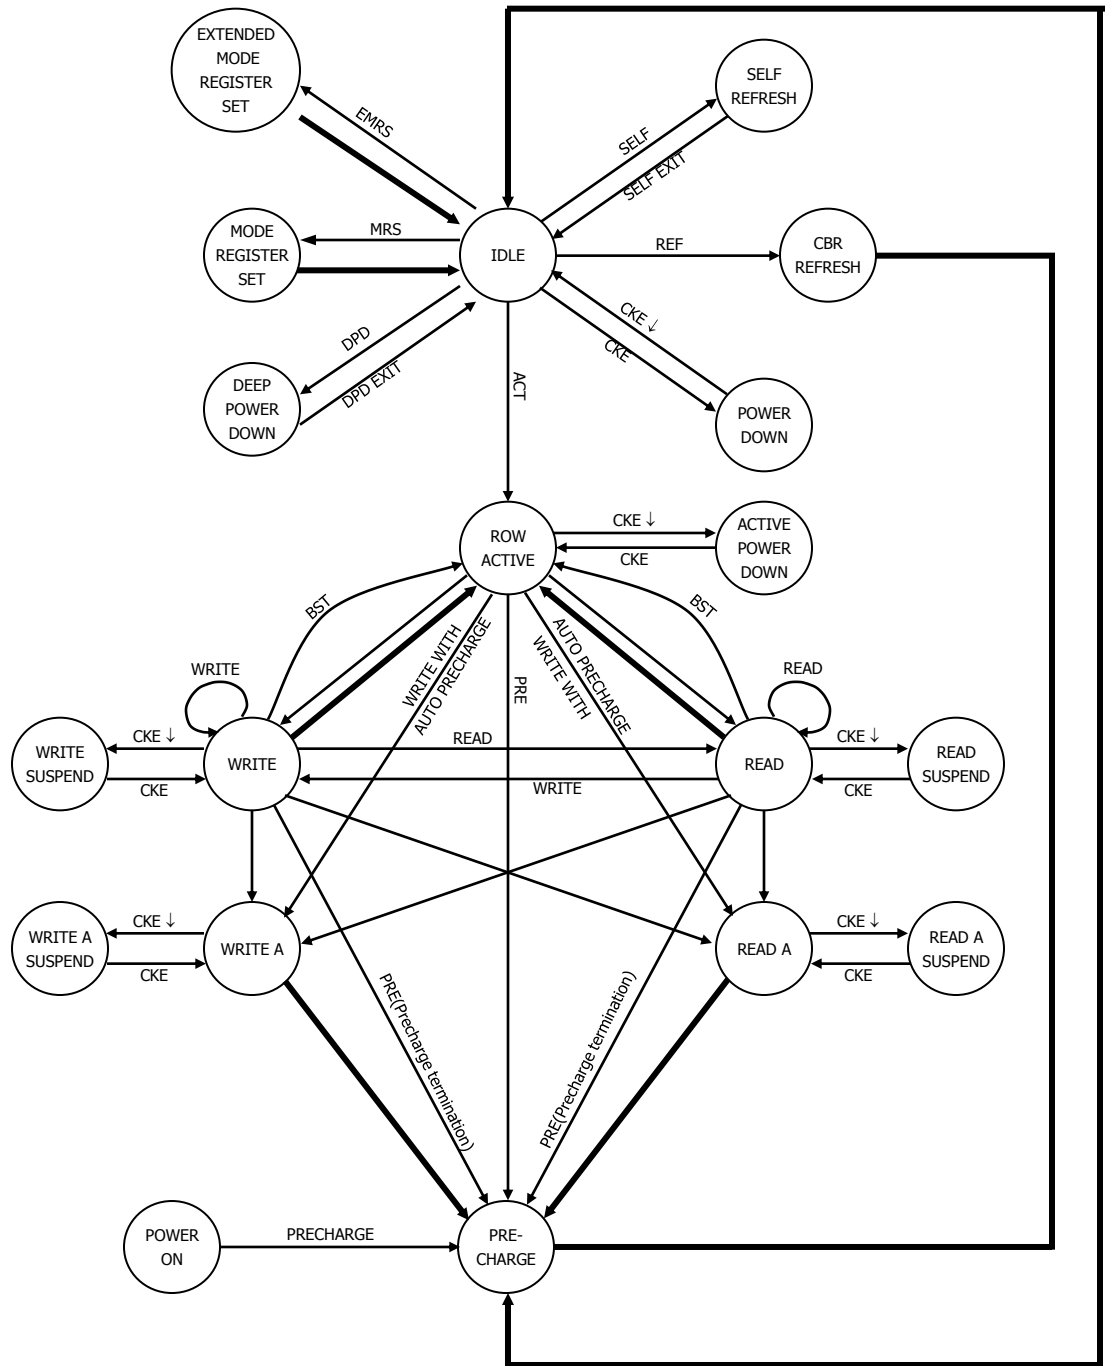 EXTENDED
MODE
REGISTER
SET
EMRS
SELF
REFRESH
SELF
SELF EXIT
MODE
REGISTER
SET
MRS
IDLE
REF
CBR
REFRESH
DPD
DPD EXIT
DEEP
POWER
DOWN
CKE ↓
CKE
POWER
DOWN
ACT
ROW
ACTIVE
CKE ↓
CKE
ACTIVE
POWER
DOWN
BST
BST
WRITE WITH
AUTO PRECHARGE
PRE
AUTO PRECHARGE
WRITE WITH
WRITE
READ
WRITE
SUSPEND
CKE ↓
CKE
WRITE
READ
WRITE
READ
CKE ↓
CKE
READ
SUSPEND
WRITE A
SUSPEND
CKE ↓
CKE
WRITE A
READ A
CKE ↓
CKE
READ A
SUSPEND
PRE(Precharge termination)
PRE(Precharge termination)
POWER
ON
PRECHARGE
PRE-
CHARGE